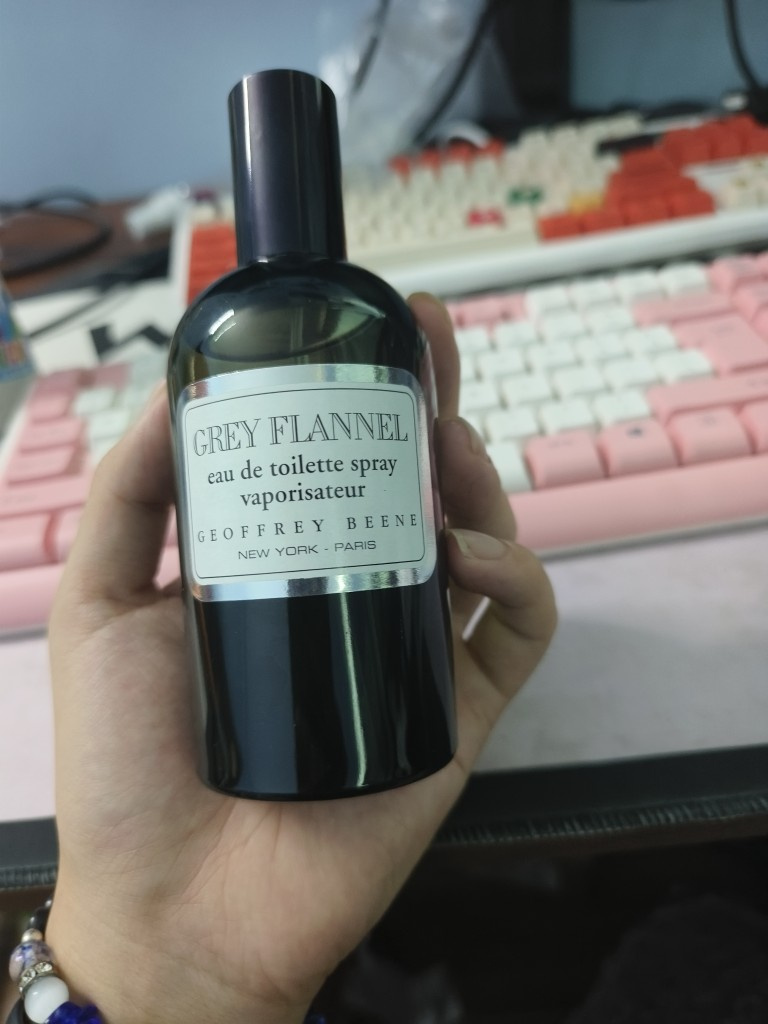 GREY FLANNEL
eau de toilette spray
vaporisateur
GEOFFREY BEENE
NEW YORK - PARIS